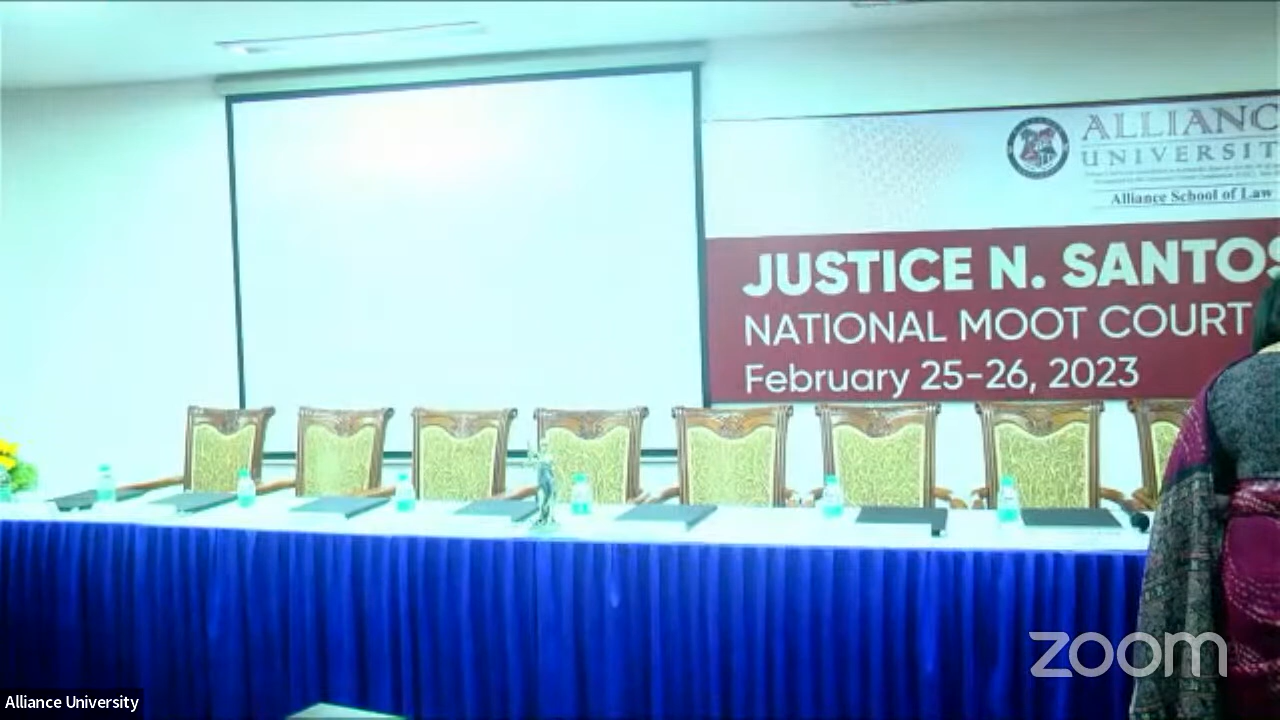 ALLIANC
UNIVERSIT
Alliance School of Law
JUSTICE N. SANTOS
NATIONAL MOOT COURT
February 25-26, 2023
zoom
Alliance University